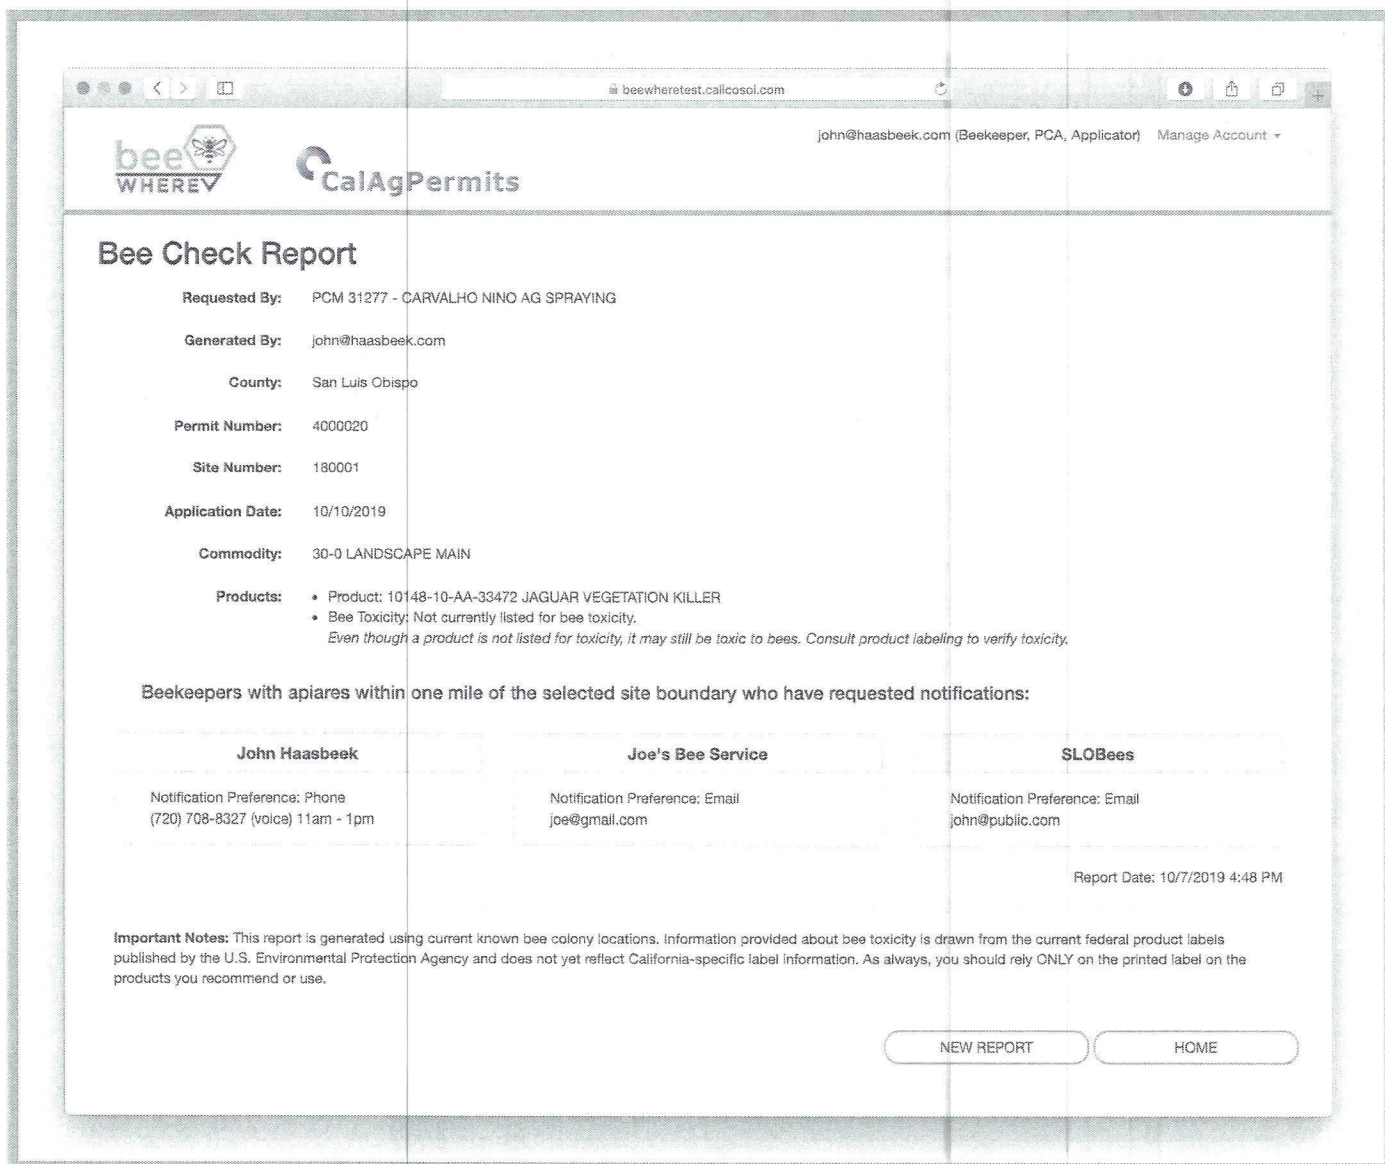 beewheretest.calicosol.com
john@haasbeek.com (Beekeeper, PCA, Applicator) Manage Account
bee
WHERE
CalAgPermits
Bee Check Report
Requested By: PCM 31277 - CARVALHO NINO AG SPRAYING
Generated By: john@haasbeek.com
County: San Luis Obispo
Permit Number: 4000020
Site Number: 180001
Application Date: 10/10/2019
Commodity: 30-0 LANDSCAPE MAIN
Products: • Product: 10148-10-AA-33472 JAGUAR VEGETATION KILLER
• Bee Toxicity: Not currently listed for bee toxicity.
Even though a product is not listed for toxicity, it may still be toxic to bees. Consult product labeling to verify toxicity.
Beekeepers with apiares within one mile of the selected site boundary who have requested notifications:
John Haasbeek
Notification Preference: Phone
(720) 708-8327 (voice) 11am - 1pm
Joe's Bee Service
Notification Preference: Email
joe@gmail.com
SLOBees
Notification Preference: Email
john@public.com
Report Date: 10/7/2019 4:48 PM
Important Notes: This report is generated using current known bee colony locations. Information provided about bee toxicity is drawn from the current federal product labels
published by the U.S. Environmental Protection Agency and does not yet reflect California-specific label information. As always, you should rely ONLY on the printed label on the
products you recommend or use.
NEW REPORT
HOME